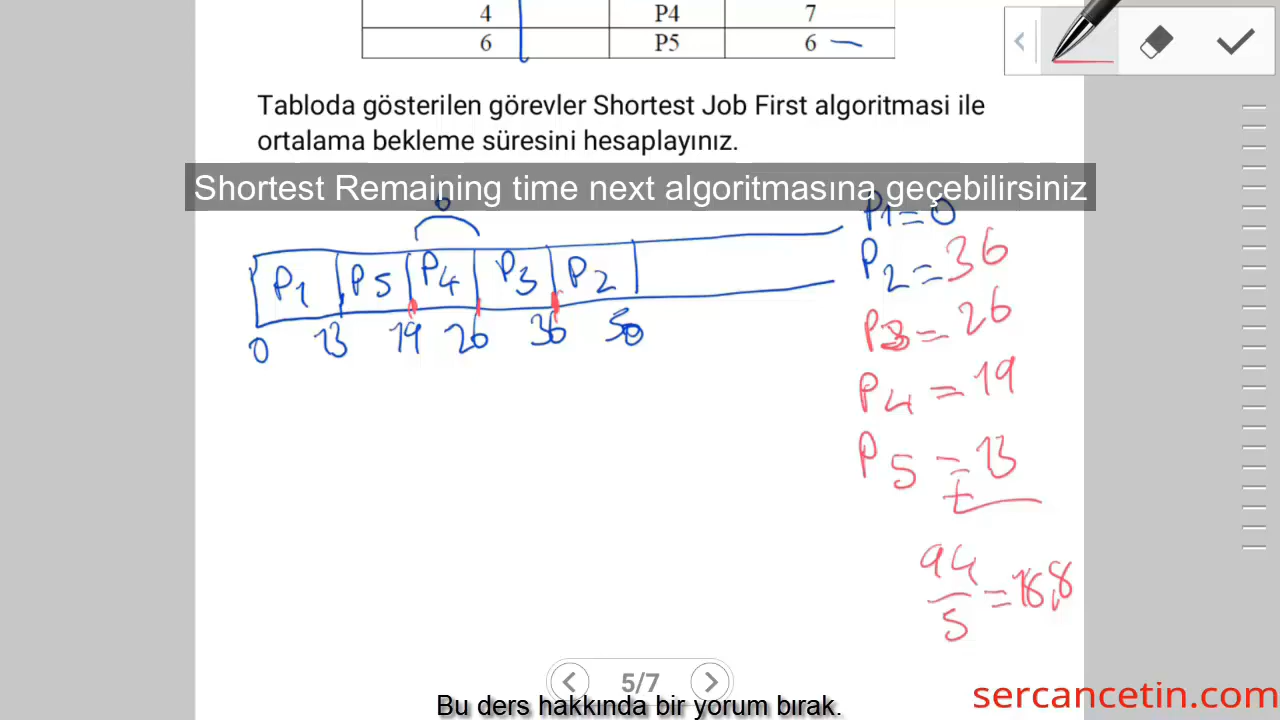 4 P4 7
6 P5 6
Tabloda gösterilen görevler Shortest Job First algoritmasi ile
ortalama bekleme süresini hesaplayınız.
Shortest Remaining time next algoritmasına geçebilirsiniz
P1 = 0
P2 = 36
P3 = 26
P4 = 19
P5 = 13
94
5 = 18,8
P1 P5 P4 P3 P2
0 13 19 26 36 50
5/7
Bu ders hakkında bir yorum bırak.
sercancetin.com